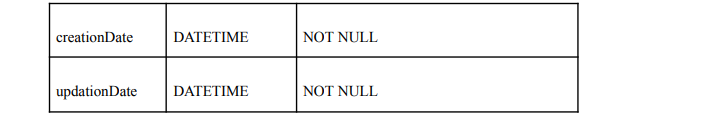 creationDate DATETIME NOT NULL
updationDate DATETIME NOT NULL